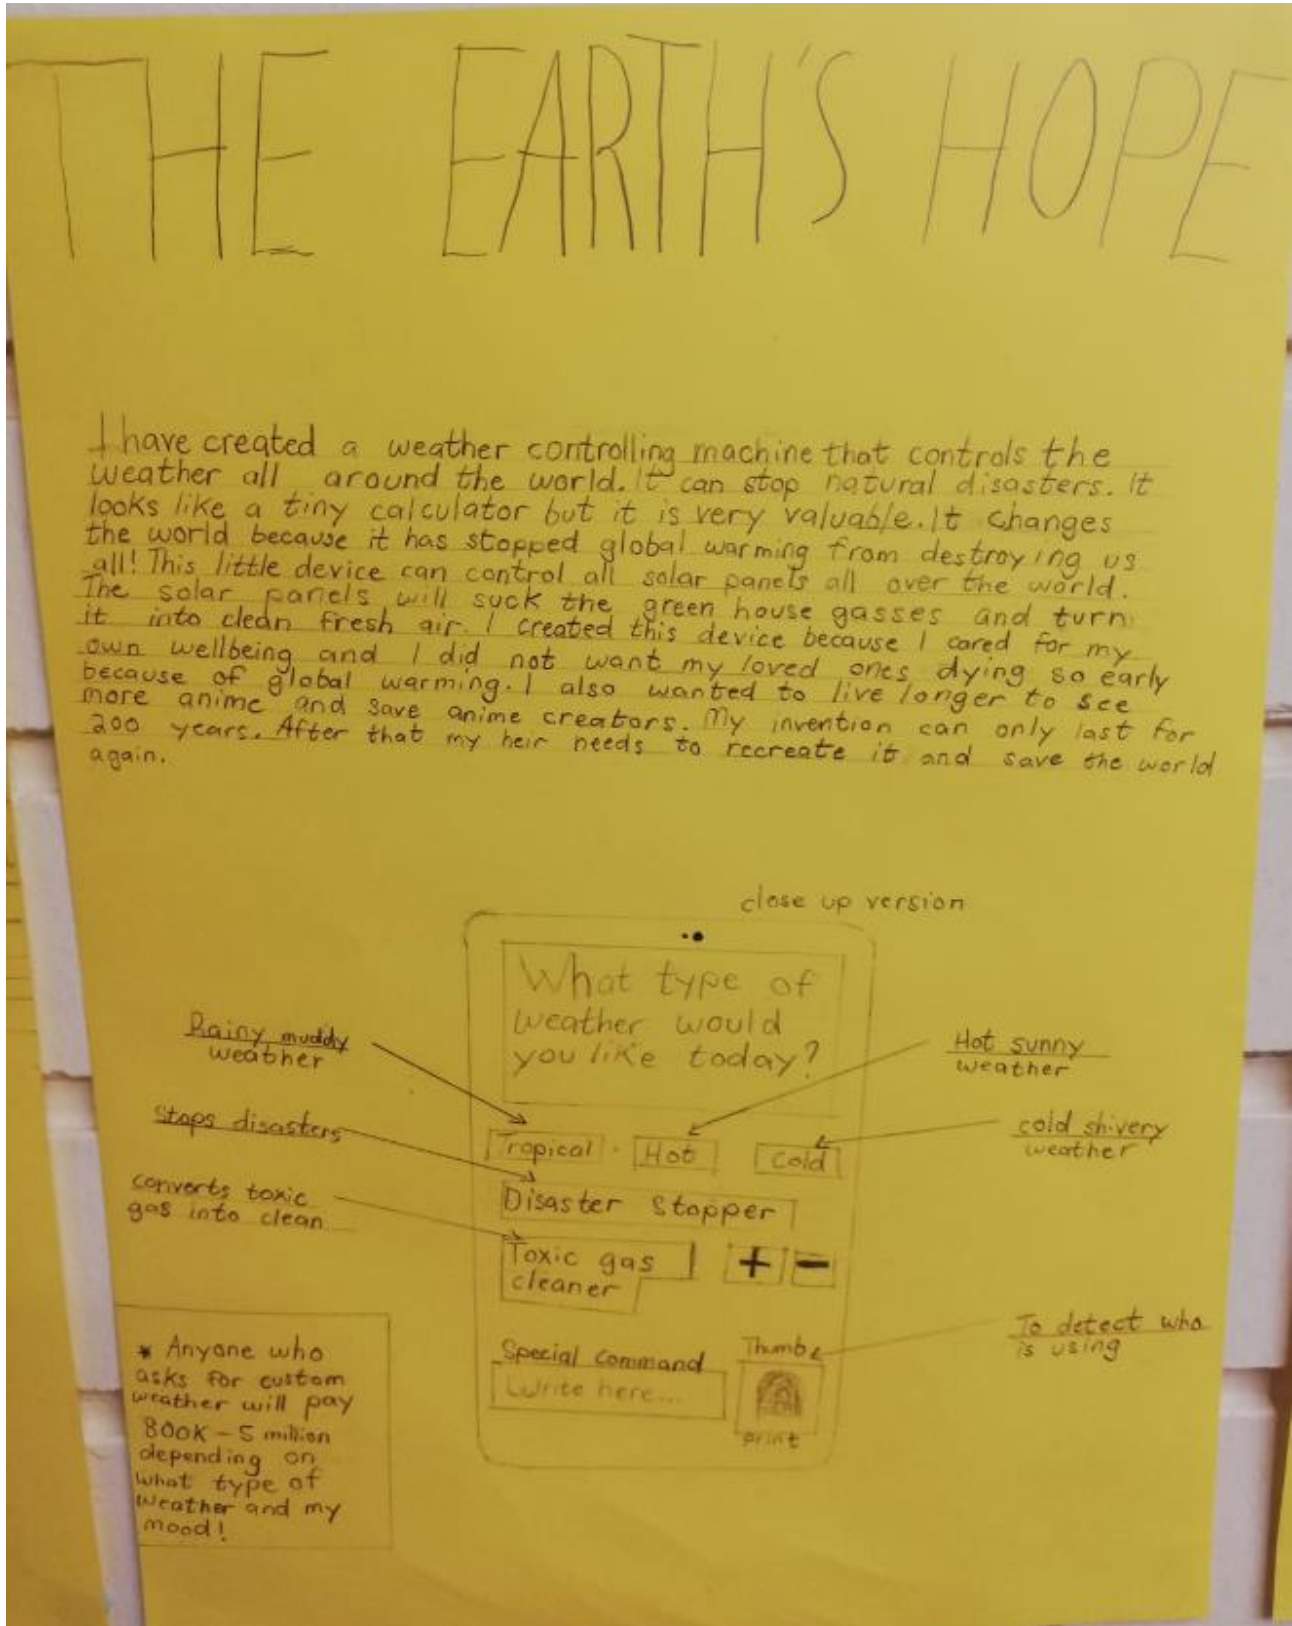 THE EARTH'S HOPE
I have created a weather controlling machine that controls the
weather all around the world. It can stop natural disasters. It
looks like a tiny calculator but it is very valuable. It changes
the world because it has stopped global warming from destroying us
all! This little device can control all solar panels all over the world.
The solar panels will suck the green house gasses and turn
it into clean fresh air. I created this device because I cared for my
own wellbeing and I did not want my loved ones dying so early
because of global warming. I also wanted to live longer to see
more anime and save anime creators. My invention can only last for
200 years. After that my heir needs to recreate it and save the world
again.
close up version
What type of
weather would
you like today?
Rainy muddy
weather
Hot sunny
weather
Stops disasters
cold shivery
weather
Tropical
Hot
Cold
converts toxic
gas into clean
Disaster Stopper
Toxic gas
cleaner
+
-
To detect who
is using
Special Command
Write here...
Thumb
print
* Anyone who
asks for custom
weather will pay
800K - 5 million
depending on
what type of
weather and my
mood!